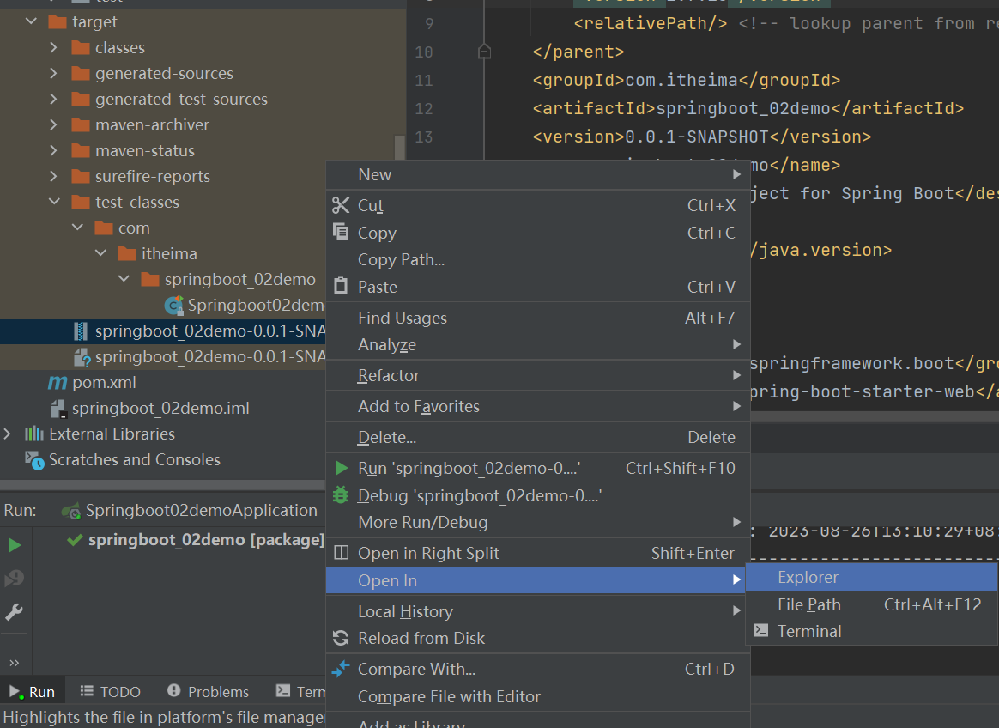 target
classes
generated-sources
generated-test-sources
maven-archiver
maven-status
surefire-reports
test-classes
com
itheima
springboot_02demo
Springboot02dem
springboot_02demo-0.0.1-SNA
springboot_02demo-0.0.1-SNA
pom.xml
springboot_02demo.iml
External Libraries
Scratches and Consoles
9 <relativePath/> <!-- lookup parent from re
10 </parent>
11 <groupId>com.itheima</groupId>
12 <artifactId>springboot_02demo</artifactId>
13 <version>0.0.1-SNAPSHOT</version>
mo</name>
ject for Spring Boot</des
/java.version>
springframework.boot</gro
pring-boot-starter-web</a
New
Cut Ctrl+X
Copy Ctrl+C
Copy Path...
Paste Ctrl+V
Find Usages Alt+F7
Analyze
Refactor
Add to Favorites
Delete... Delete
Run 'springboot_02demo-0....' Ctrl+Shift+F10
Debug 'springboot_02demo-0....'
More Run/Debug
Open in Right Split Shift+Enter
Open In
Local History
Reload from Disk
Compare With... Ctrl+D
Compare File with Editor
Add as Library
Explorer
File Path Ctrl+Alt+F12
Terminal
Run: Springboot02demoApplication
springboot_02demo [package]
: 2023-08-26T13:10:29+08:
Run TODO Problems Term
Highlights the file in platform's file manage